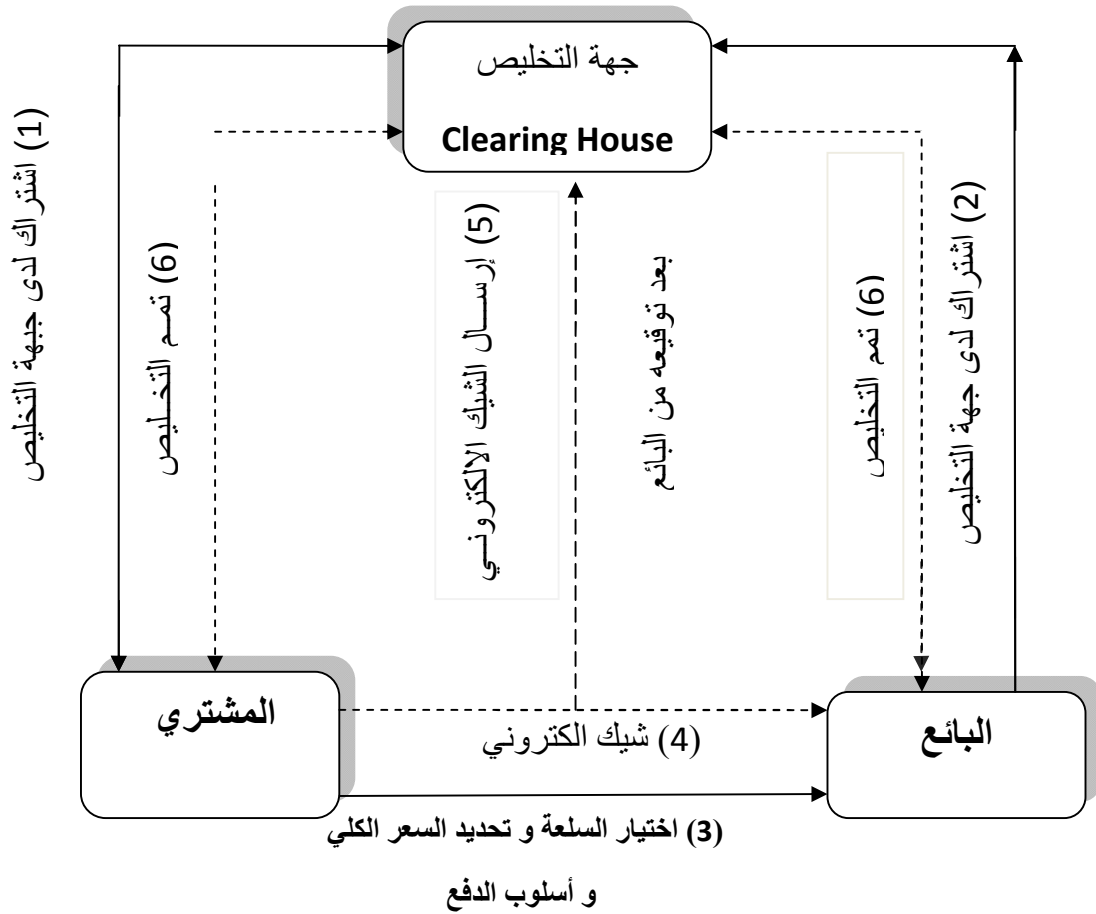 جهة التخليص
Clearing House
(1) اشتراك لدى جبهة التخليص
(6) تمم التخليص
(5) إرسال الشيك الالكتروني
بعد توقيعه من البائع
(6) تمم التخليص
(2) اشتراك لدى جهة التخليص
المشتري
البائع
(4) شيك الكتروني
(3) اختيار السلعة و تحديد السعر الكلي
و أسلوب الدفع